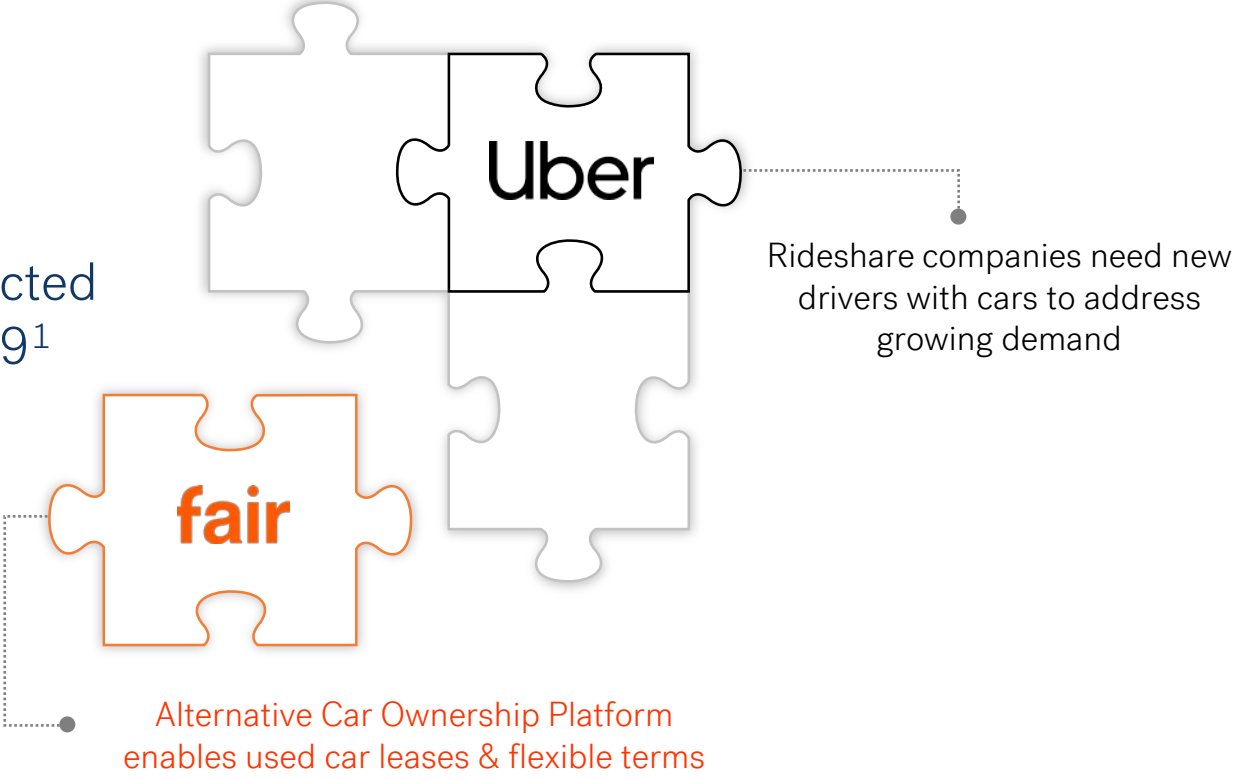 Uber
Rideshare companies need new
drivers with cars to address
growing demand
cted
9¹
fair
Alternative Car Ownership Platform
enables used car leases & flexible terms